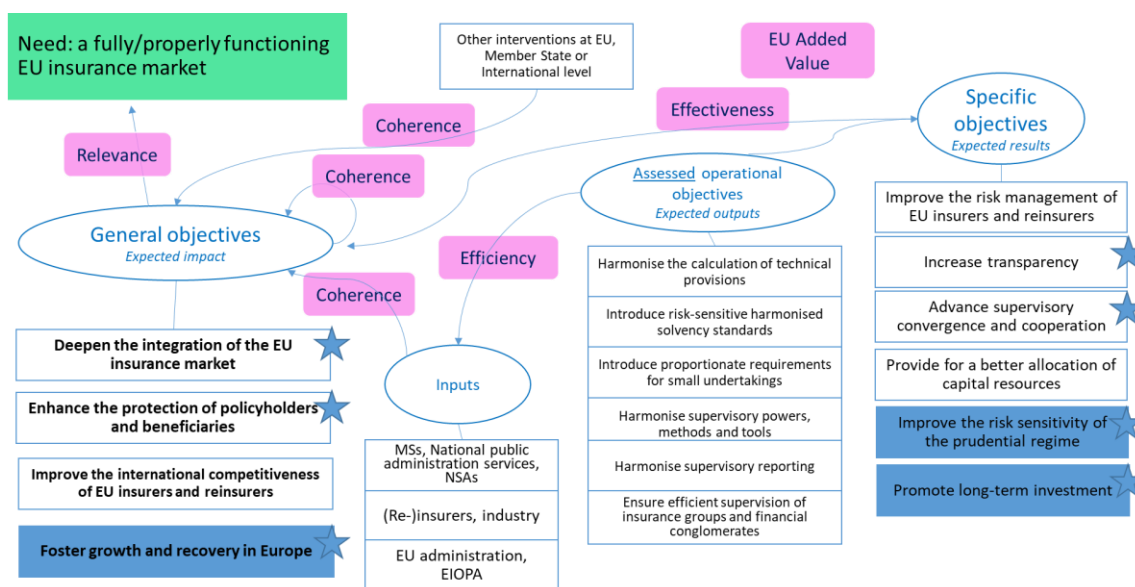 Need: a fully/properly functioning
EU insurance market
Other interventions at EU,
Member State or
International level
EU Added
Value
Relevance
Coherence
Coherence
Effectiveness
Specific
objectives
Expected results
General objectives
Expected impact
Coherence
Efficiency
Assessed operational
objectives
Expected outputs
Inputs
Deepen the integration of the EU
insurance market
Enhance the protection of policyholders
and beneficiaries
Improve the international competitiveness
of EU insurers and reinsurers
Foster growth and recovery in Europe
MSs, National public
administration services,
NSAs
(Re-)insurers, industry
EU administration,
EIOPA
Harmonise the calculation of technical
provisions
Introduce risk-sensitive harmonised
solvency standards
Introduce proportionate requirements
for small undertakings
Harmonise supervisory powers,
methods and tools
Harmonise supervisory reporting
Ensure efficient supervision of
insurance groups and financial
conglomerates
Improve the risk management of
EU insurers and reinsurers
Increase transparency
Advance supervisory
convergence and cooperation
Provide for a better allocation of
capital resources
Improve the risk sensitivity of
the prudential regime
Promote long-term investment